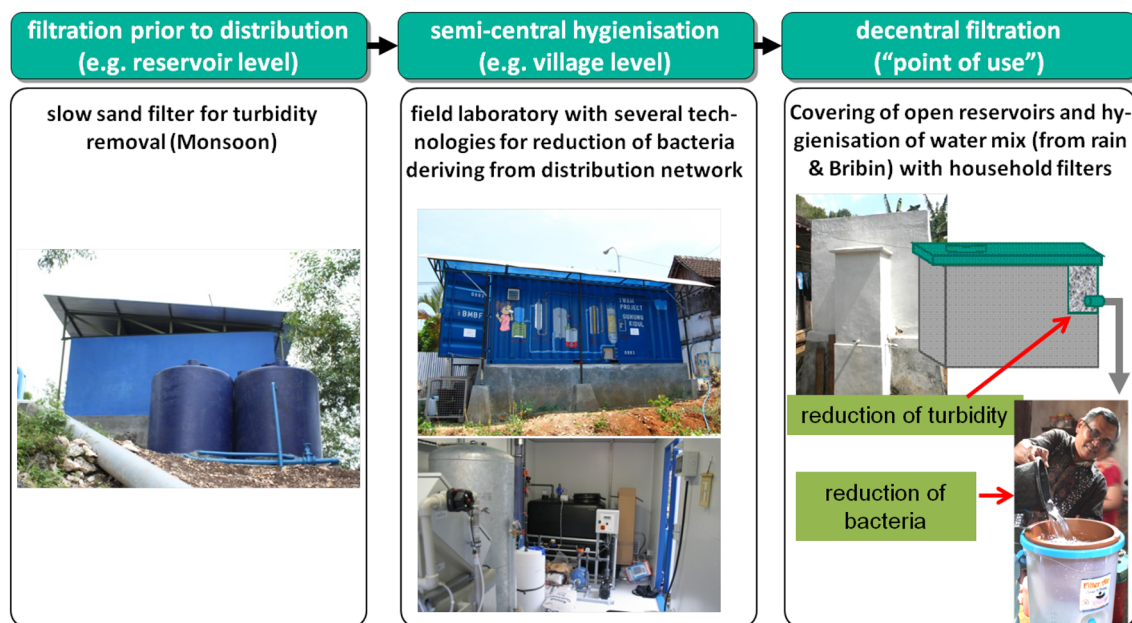 filtration prior to distribution
(e.g. reservoir level)
semi-central hygienisation
(e.g. village level)
decentral filtration
(“point of use”)
slow sand filter for turbidity
removal (Monsoon)
field laboratory with several tech-
nologies for reduction of bacteria
deriving from distribution network
Covering of open reservoirs and hy-
gienisation of water mix (from rain
& Bribin) with household filters
BMBF
PROJECT
GUNUNG
KIDUL
reduction of turbidity
reduction of
bacteria